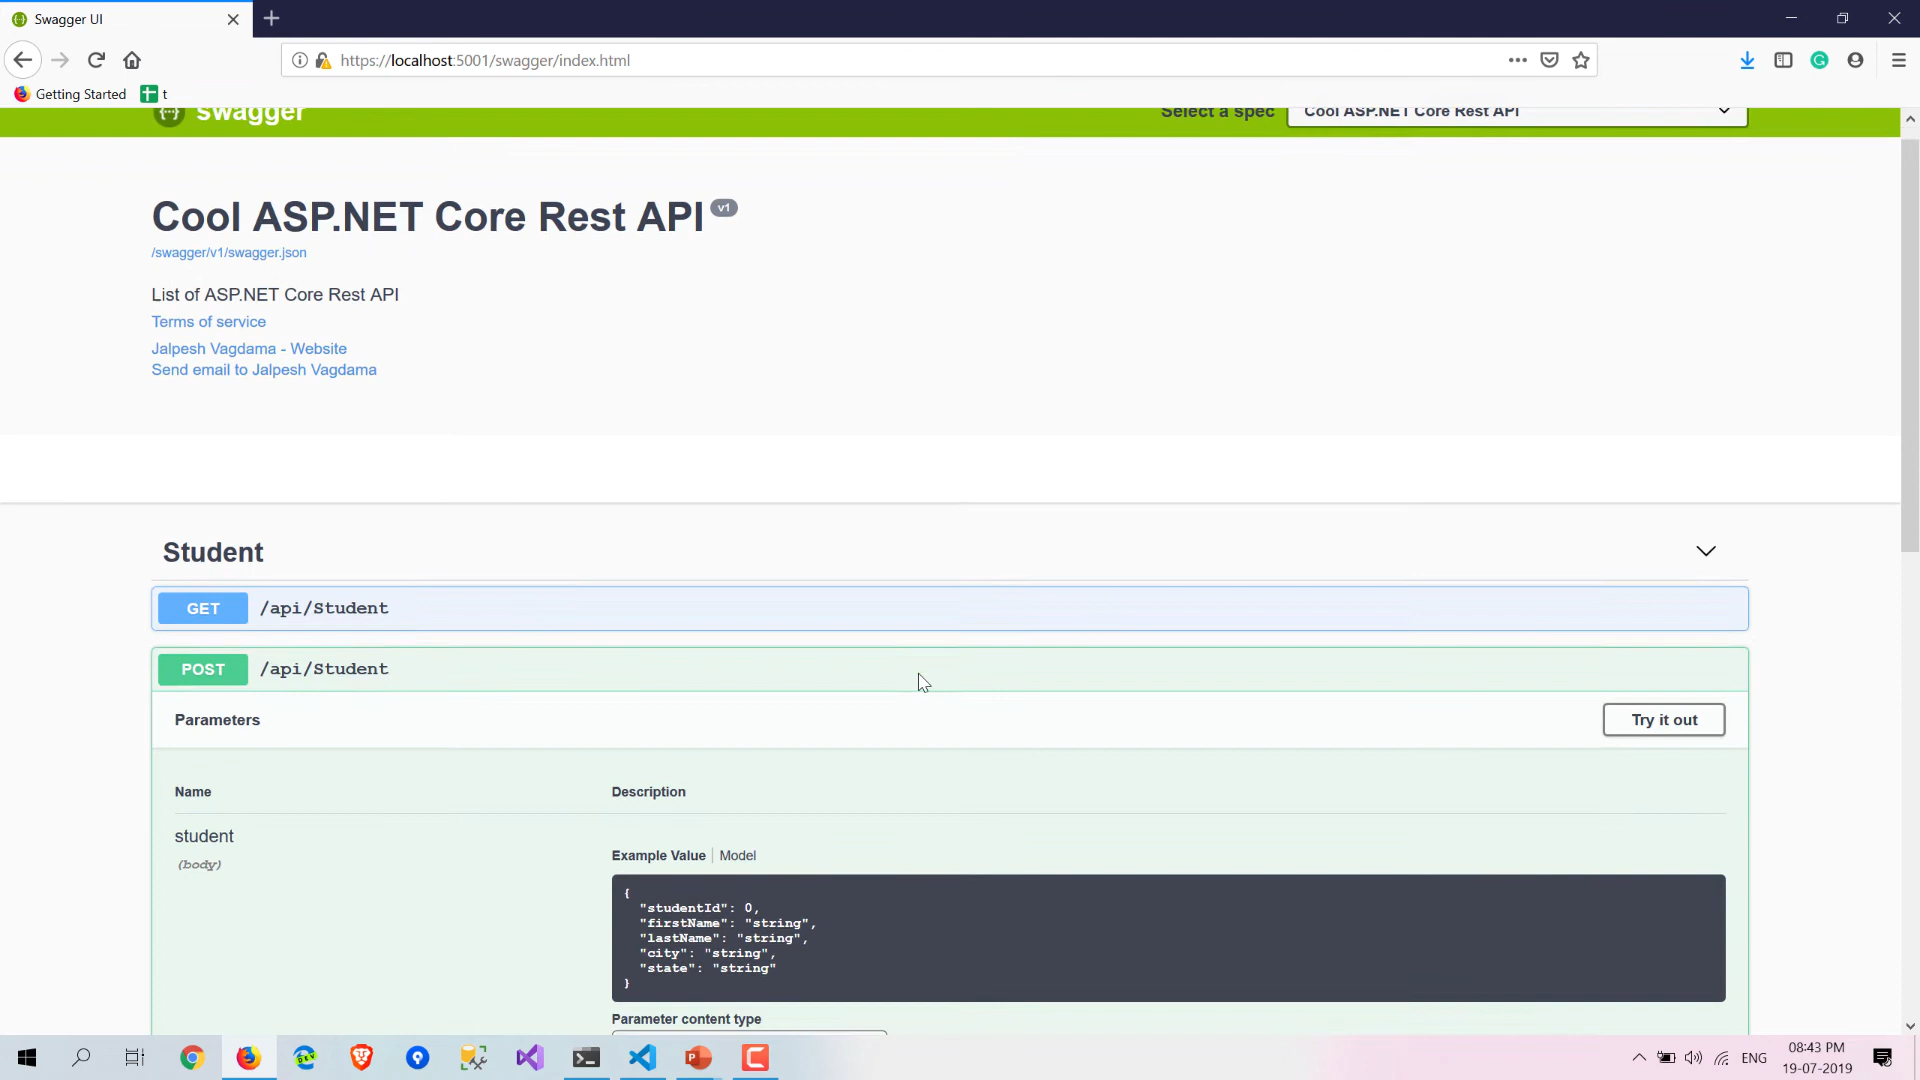 Swagger UI
https://localhost:5001/swagger/index.html
Getting Started
t
swagger
Select a spec
Cool ASP.NET Core Rest API
Cool ASP.NET Core Rest API v1
/swagger/v1/swagger.json
List of ASP.NET Core Rest API
Terms of service
Jalpesh Vagdama - Website
Send email to Jalpesh Vagdama
Student
GET /api/Student
POST /api/Student
Parameters
Try it out
Name Description
student
(body)
Example Value Model
{
"studentId": 0,
"firstName": "string",
"lastName": "string",
"city": "string",
"state": "string"
}
Parameter content type
DEV
ENG
08:43 PM
19-07-2019